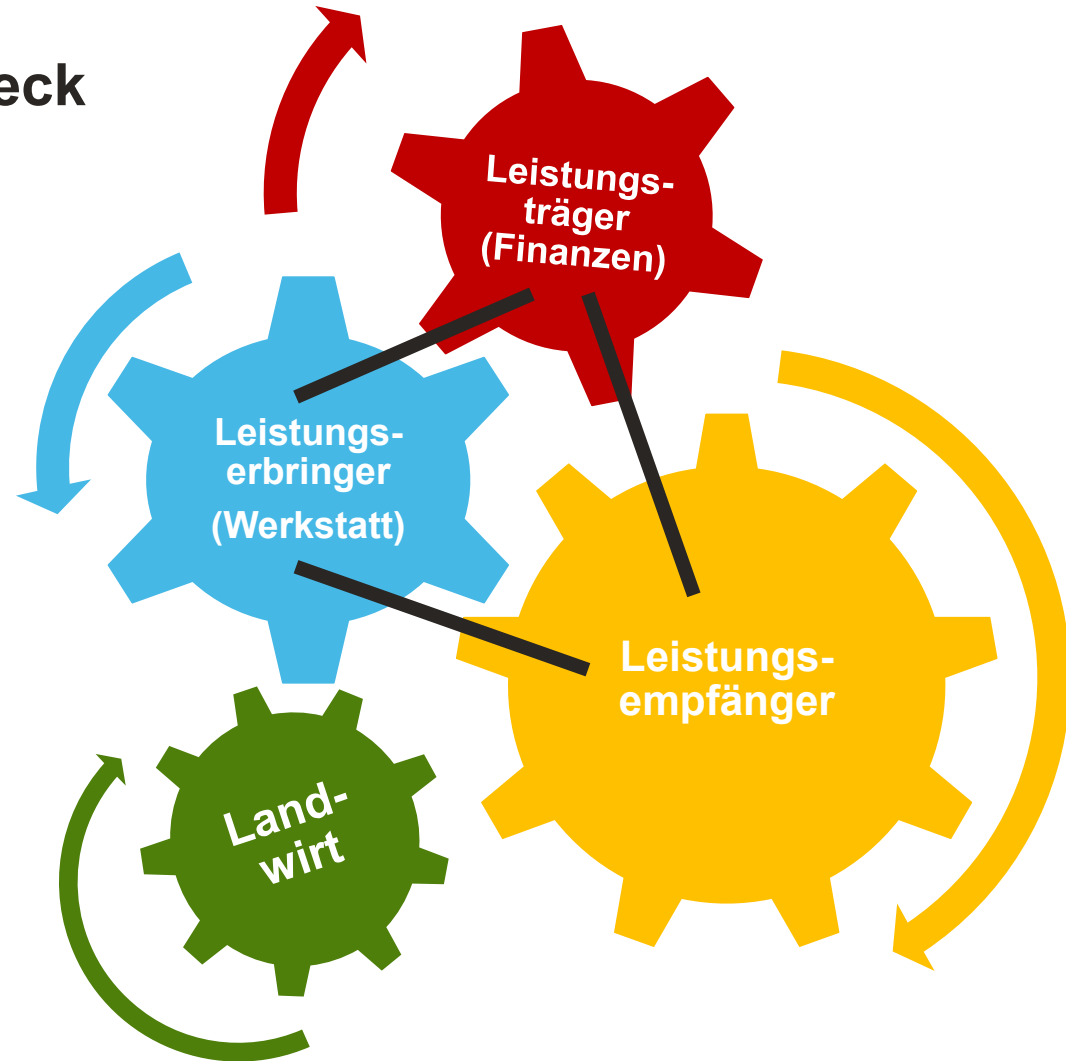 eck
Leistungs-
träger
(Finanzen)
Leistungs-
erbringer
(Werkstatt)
Leistungs-
empfänger
Land-
wirt